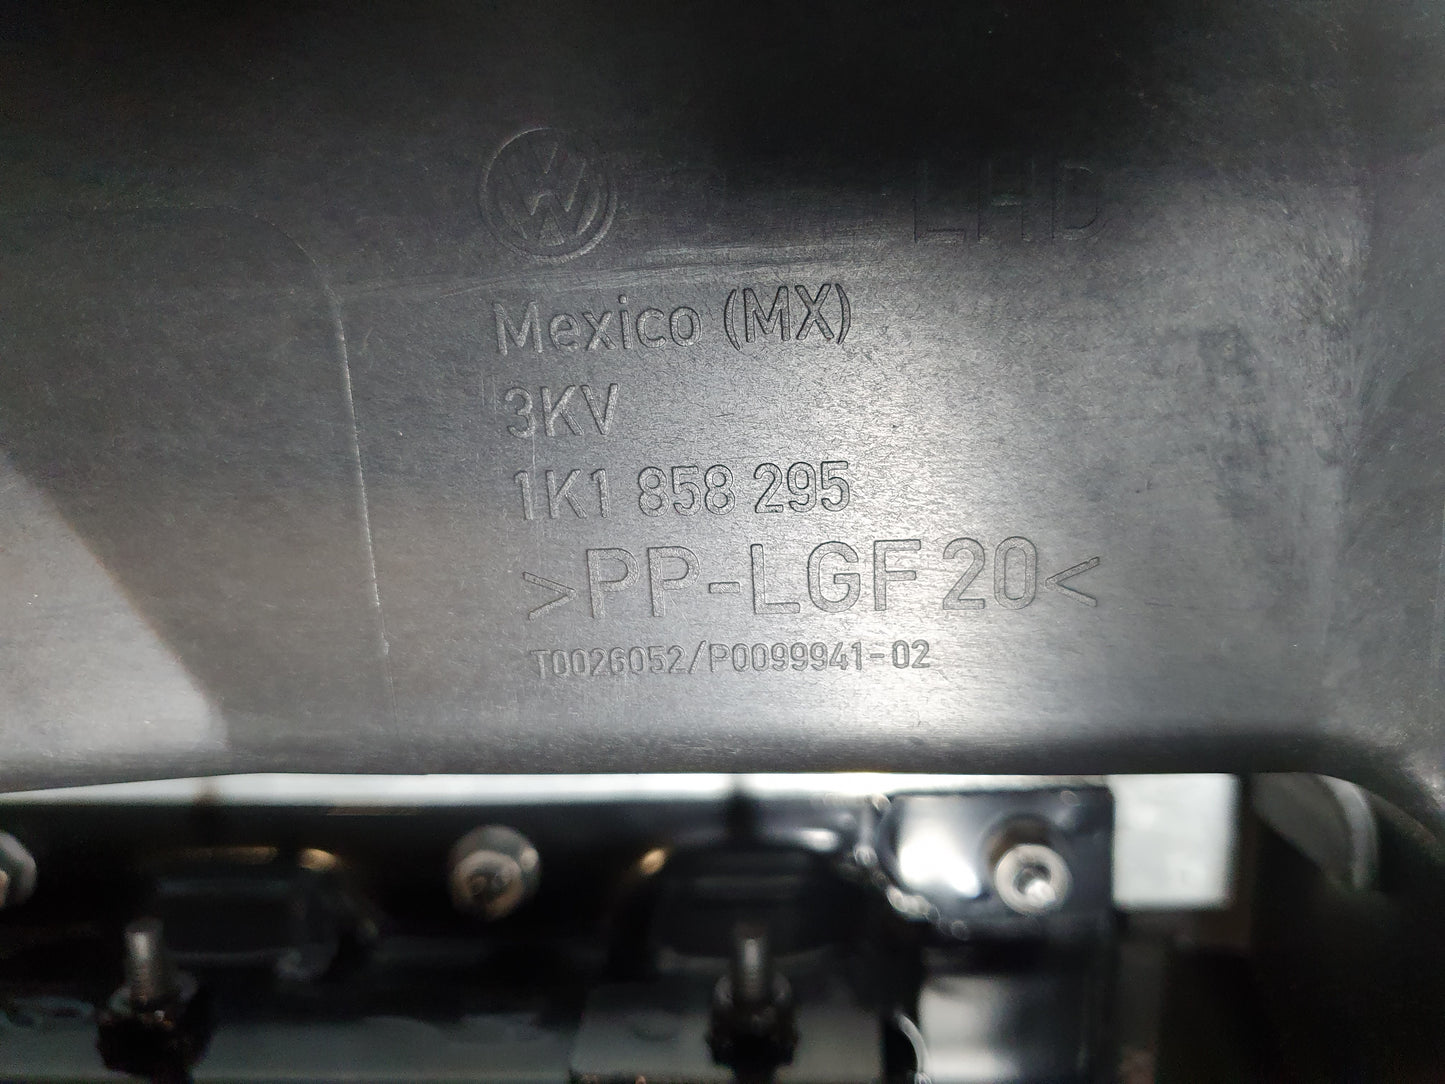 LHD
Mexico (MX)
3KV
1K1 858 295
>PP-LGF 20<
T0026052/P0099941-02